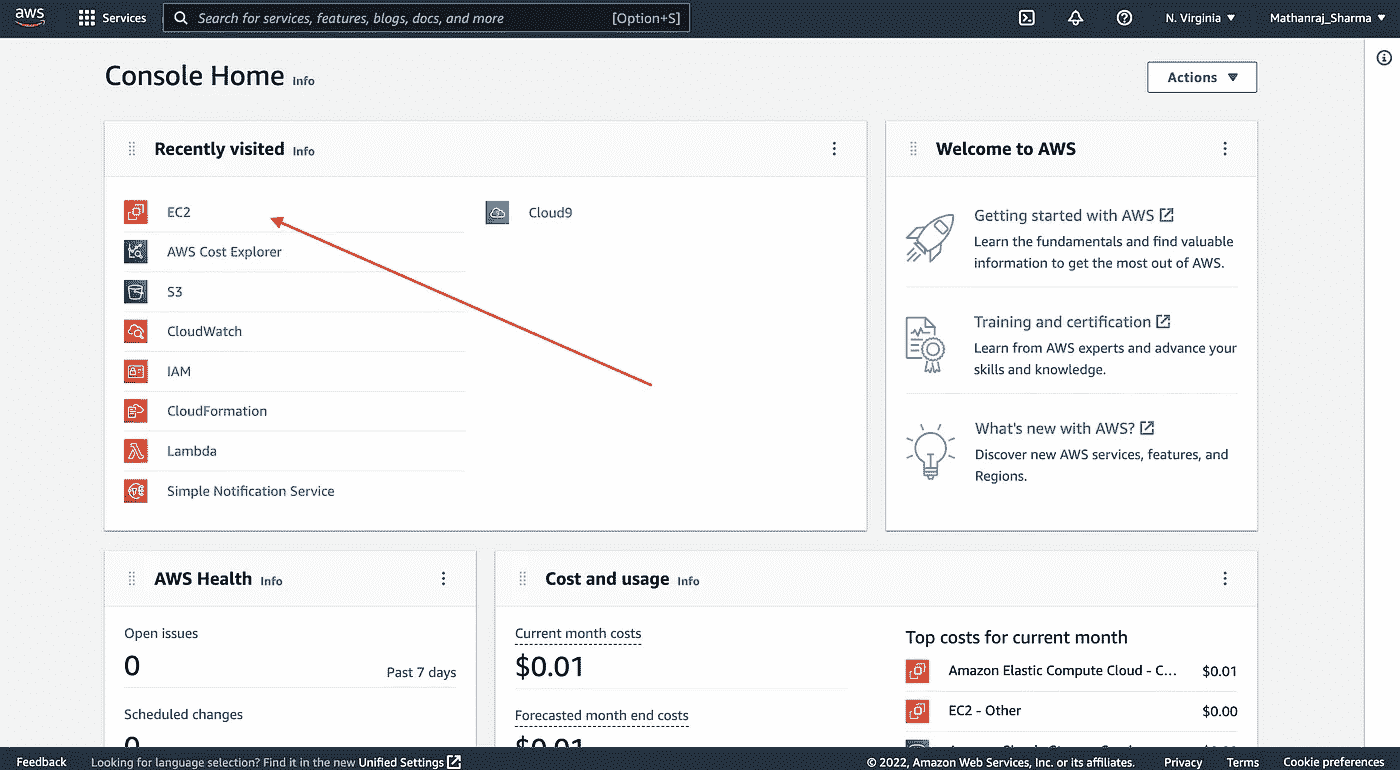 aws
Services
Search for services, features, blogs, docs, and more [Option+S]
N. Virginia
Mathanraj_Sharma
Console Home Info
Actions
Recently visited Info
EC2
AWS Cost Explorer
S3
CloudWatch
IAM
CloudFormation
Lambda
Simple Notification Service
Cloud9
Welcome to AWS
Getting started with AWS
Learn the fundamentals and find valuable
information to get the most out of AWS.
Training and certification
Learn from AWS experts and advance your
skills and knowledge.
What's new with AWS?
Discover new AWS services, features, and
Regions.
AWS Health Info
Open issues
0
Past 7 days
Scheduled changes
0
Cost and usage Info
Current month costs
$0.01
Forecasted month end costs
$0.01
Top costs for current month
Amazon Elastic Compute Cloud - C... $0.01
EC2 - Other $0.00
Feedback
Looking for language selection? Find it in the new Unified Settings
© 2022, Amazon Web Services, Inc. or its affiliates.
Privacy
Terms
Cookie preferences